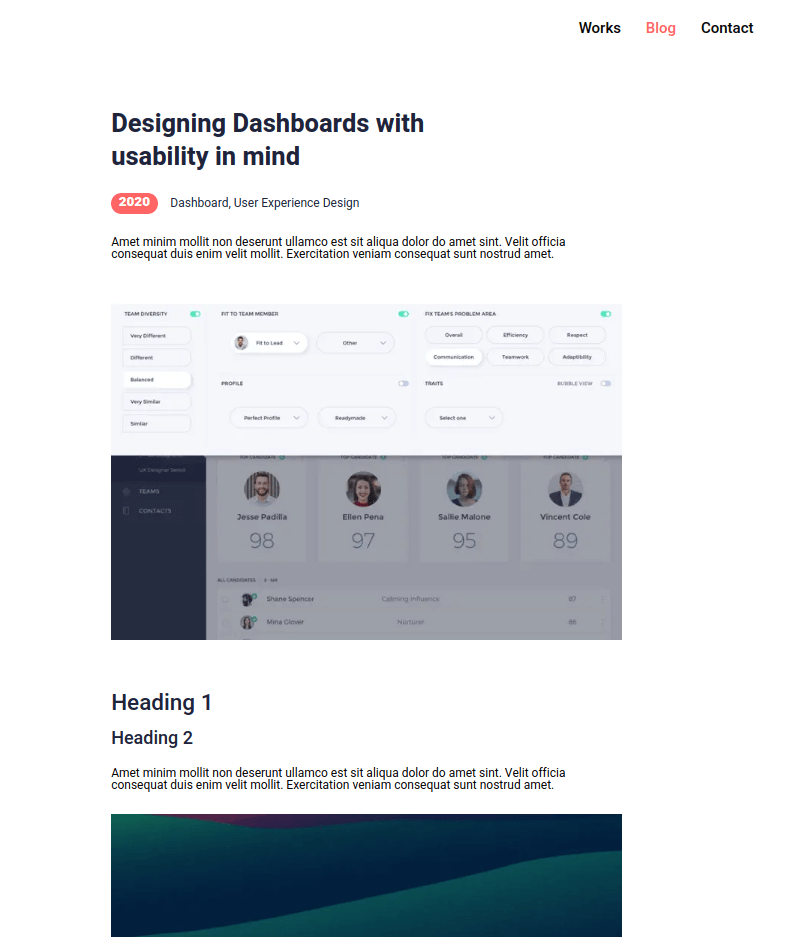 Works Blog Contact
Designing Dashboards with
usability in mind
2020 Dashboard, User Experience Design
Amet minim mollit non deserunt ullamco est sit aliqua dolor do amet sint. Velit officia
consequat duis enim velit mollit. Exercitation veniam consequat sunt nostrud amet.
TEAM DIVERSITY
Very Different
Different
Balanced
Very Similar
Similar
FIT TO TEAM MEMBER
Fit to Lead Other
PROFILE
Perfect Profile Readymade
FIX TEAM'S PROBLEM AREA
Overall Efficiency Respect
Communication Teamwork Adaptibility
TRAITS BUBBLE VIEW
Select one
UX Designer Senior
TEAMS
CONTACTS
TOP CANDIDATE TOP CANDIDATE TOP CANDIDATE TOP CANDIDATE
Jesse Padilla Ellen Pena Sallie Malone Vincent Cole
98 97 95 89
ALL CANDIDATES
Shane Spencer Calming Influence 87
Mina Glover Nurturer 86
Heading 1
Heading 2
Amet minim mollit non deserunt ullamco est sit aliqua dolor do amet sint. Velit officia
consequat duis enim velit mollit. Exercitation veniam consequat sunt nostrud amet.